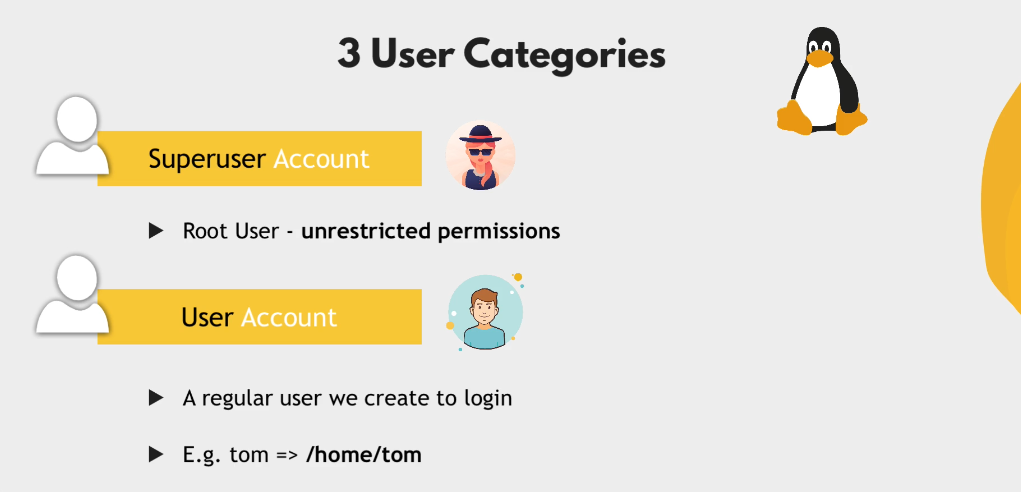 3 User Categories
Superuser Account
Root User - unrestricted permissions
User Account
A regular user we create to login
E.g. tom => /home/tom